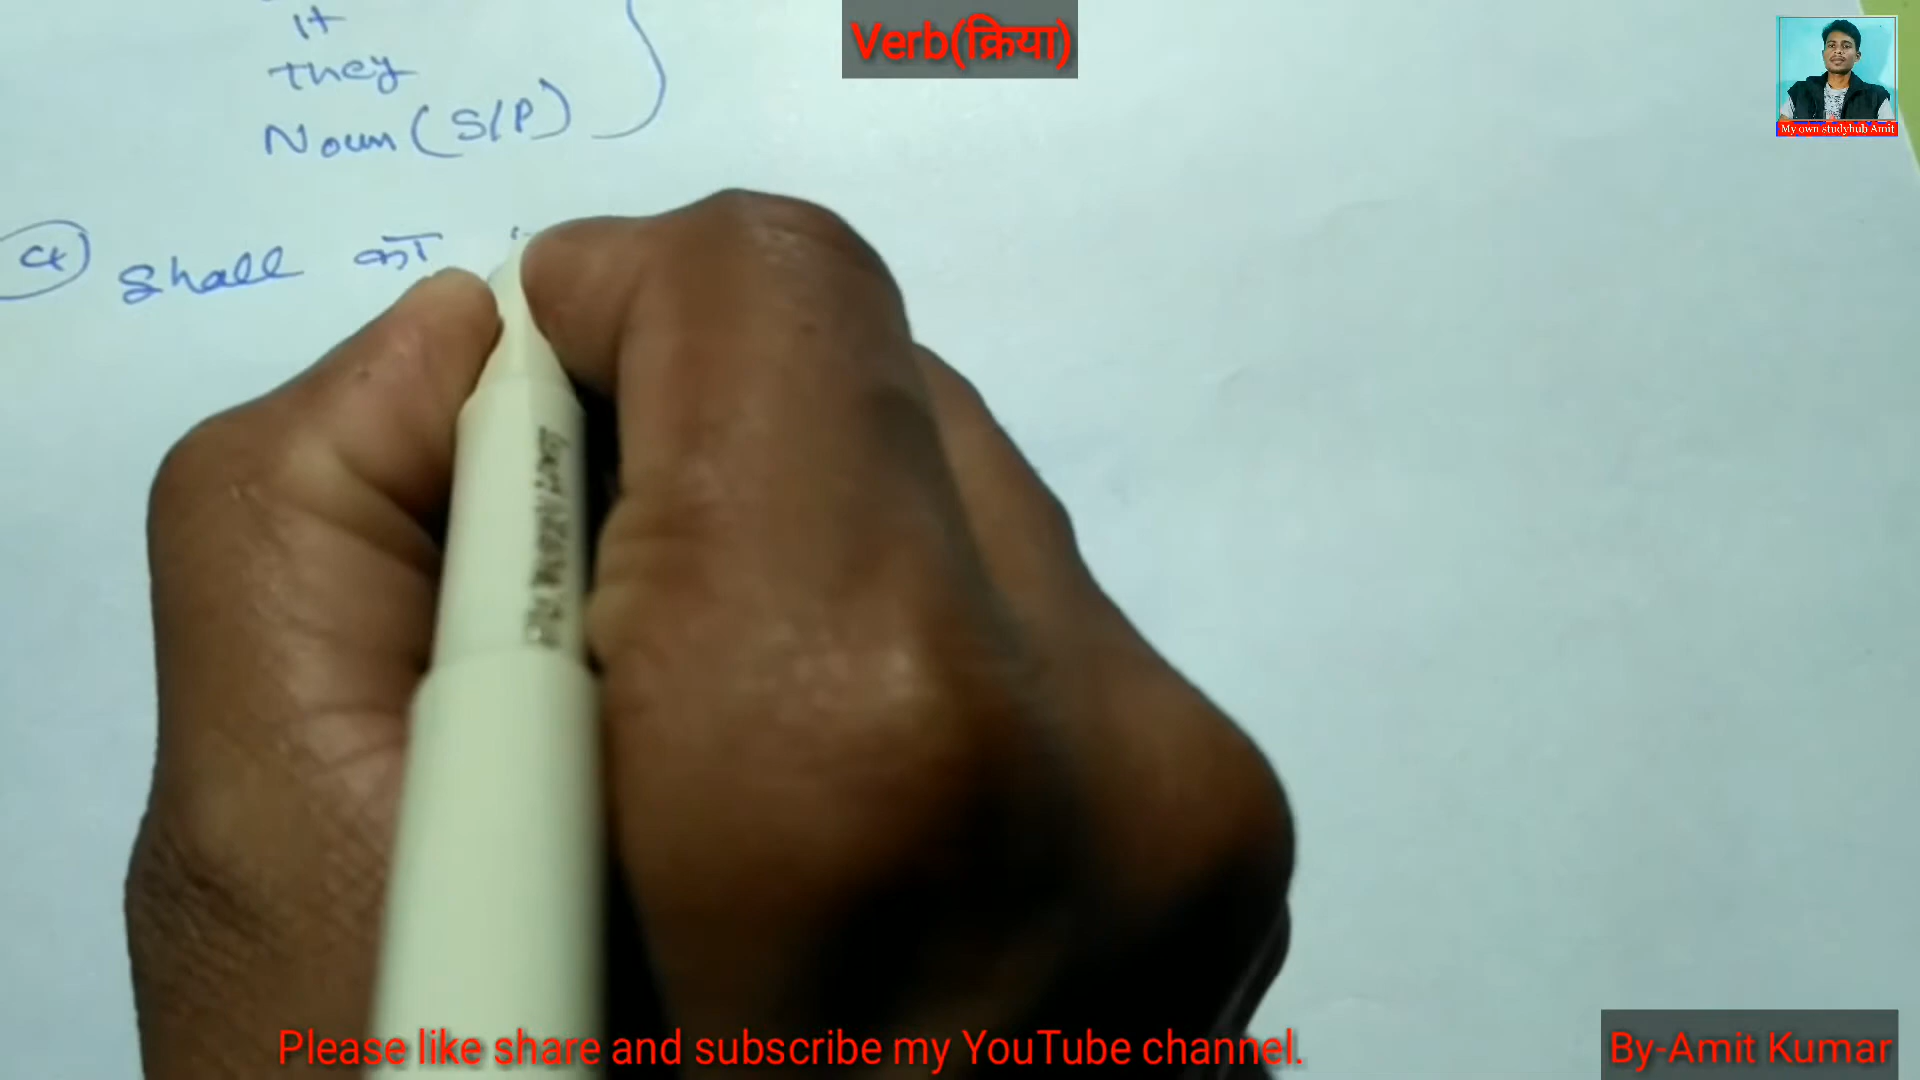 Verb(क्रिया)
My own studyhub Amit
it
they
Noun (S/P)
shall का
Please like share and subscribe my YouTube channel.
By-Amit Kumar